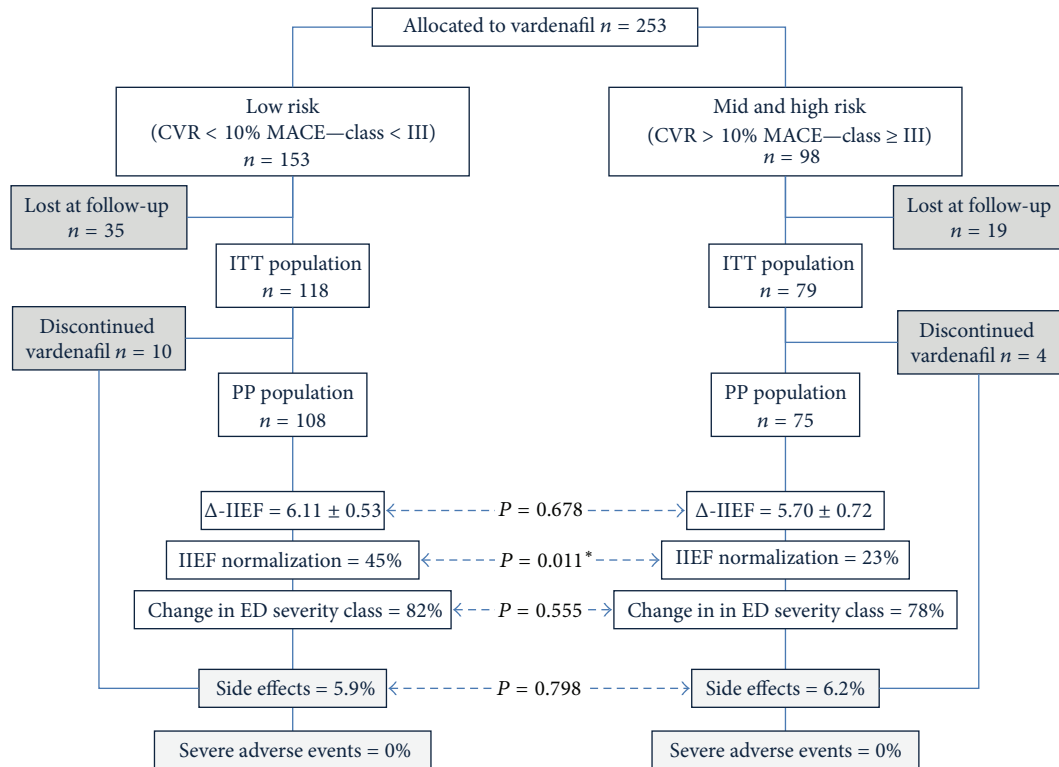 Allocated to vardenafil n = 253
Low risk
(CVR < 10% MACE—class < III)
n = 153
Mid and high risk
(CVR > 10% MACE—class ≥ III)
n = 98
Lost at follow-up
n = 35
Lost at follow-up
n = 19
ITT population
n = 118
ITT population
n = 79
Discontinued
vardenafil n = 10
Discontinued
vardenafil n = 4
PP population
n = 108
PP population
n = 75
Δ-IIEF = 6.11 ± 0.53
P = 0.678
Δ-IIEF = 5.70 ± 0.72
IIEF normalization = 45%
P = 0.011*
IIEF normalization = 23%
Change in ED severity class = 82%
P = 0.555
Change in in ED severity class = 78%
Side effects = 5.9%
P = 0.798
Side effects = 6.2%
Severe adverse events = 0%
Severe adverse events = 0%